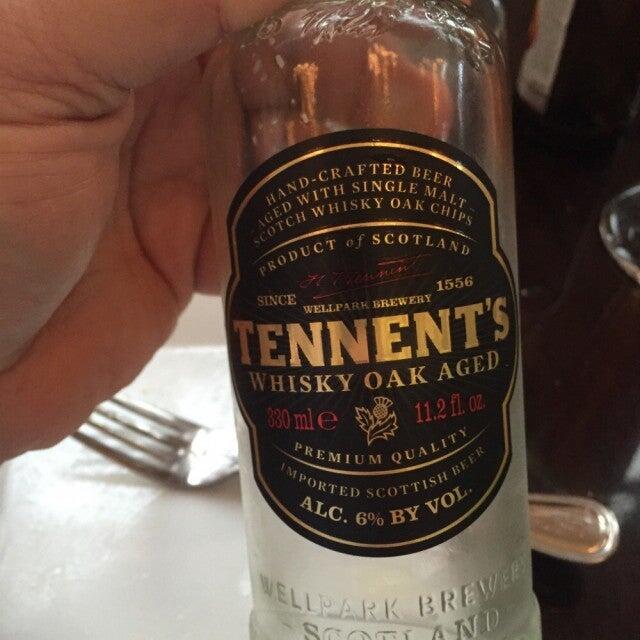 HAND-CRAFTED BEER
AGED WITH SINGLE MALT
SCOTCH WHISKY OAK CHIPS
PRODUCT of SCOTLAND
H. Tennent
SINCE 1556
WELLPARK BREWERY
TENNENT'S
WHISKY OAK AGED
330 ml e 11.2 fl. oz.
PREMIUM QUALITY
IMPORTED SCOTTISH BEER
ALC. 6% BY VOL.
WELLPARK BREWE
SCOTLAND